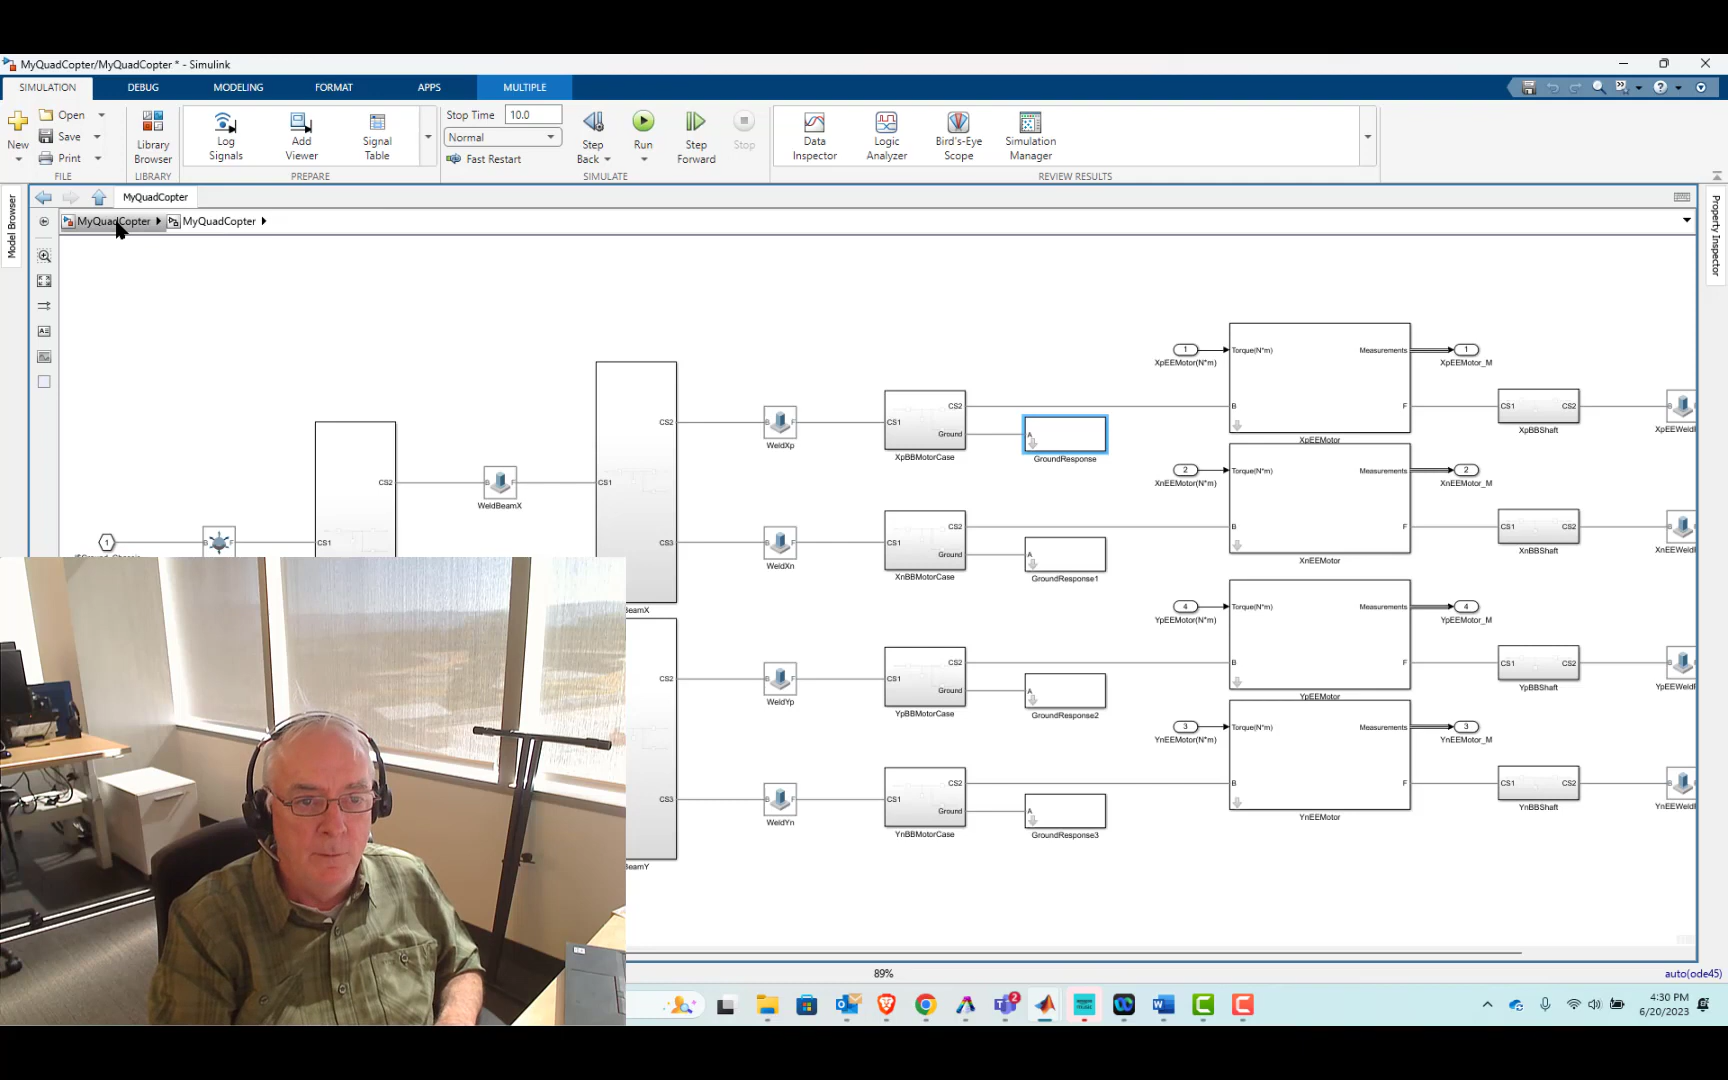 MyQuadCopter/MyQuadCopter * - Simulink
SIMULATION DEBUG MODELING FORMAT APPS MULTIPLE
New
Open
Save
Print
FILE
Library Browser
LIBRARY
Log Signals
Add Viewer
Signal Table
PREPARE
Stop Time 10.0
Normal
Fast Restart
Step Back
Run
Step Forward
Stop
SIMULATE
Data Inspector
Logic Analyzer
Bird's-Eye Scope
Simulation Manager
REVIEW RESULTS
Model Browser
Property Inspector
MyQuadCopter
MyQuadCopter MyQuadCopter
1 B F CS1 CS2
B F
WeldBeamX
CS1 CS2 CS3
BeamX
CS2 CS3
BeamY
B F
WeldXp
CS1 CS2 Ground
XpBBMotorCase
A
GroundResponse
1
XpEEMotor(N*m)
Torque(N*m) Measurements
B F
XpEEMotor
1
XpEEMotor_M
CS1 CS2
XpBBShaft
B F
B F
WeldXn
CS1 CS2 Ground
XnBBMotorCase
A
GroundResponse1
2
XnEEMotor(N*m)
Torque(N*m) Measurements
B F
XnEEMotor
2
XnEEMotor_M
CS1 CS2
XnBBShaft
B F
B F
WeldYp
CS1 CS2 Ground
YpBBMotorCase
A
GroundResponse2
4
YpEEMotor(N*m)
Torque(N*m) Measurements
B F
YpEEMotor
4
YpEEMotor_M
CS1 CS2
YpBBShaft
B F
B F
WeldYn
CS1 CS2 Ground
YnBBMotorCase
A
GroundResponse3
3
YnEEMotor(N*m)
Torque(N*m) Measurements
B F
YnEEMotor
3
YnEEMotor_M
CS1 CS2
YnBBShaft
B F
89%
auto(ode45)
2
4:30 PM
6/20/2023